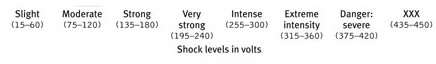 Slight Moderate Strong Very strong Intense Extreme intensity Danger: severe XXX
(15–60) (75–120) (135–180) (195–240) (255–300) (315–360) (375–420) (435–450)
Shock levels in volts